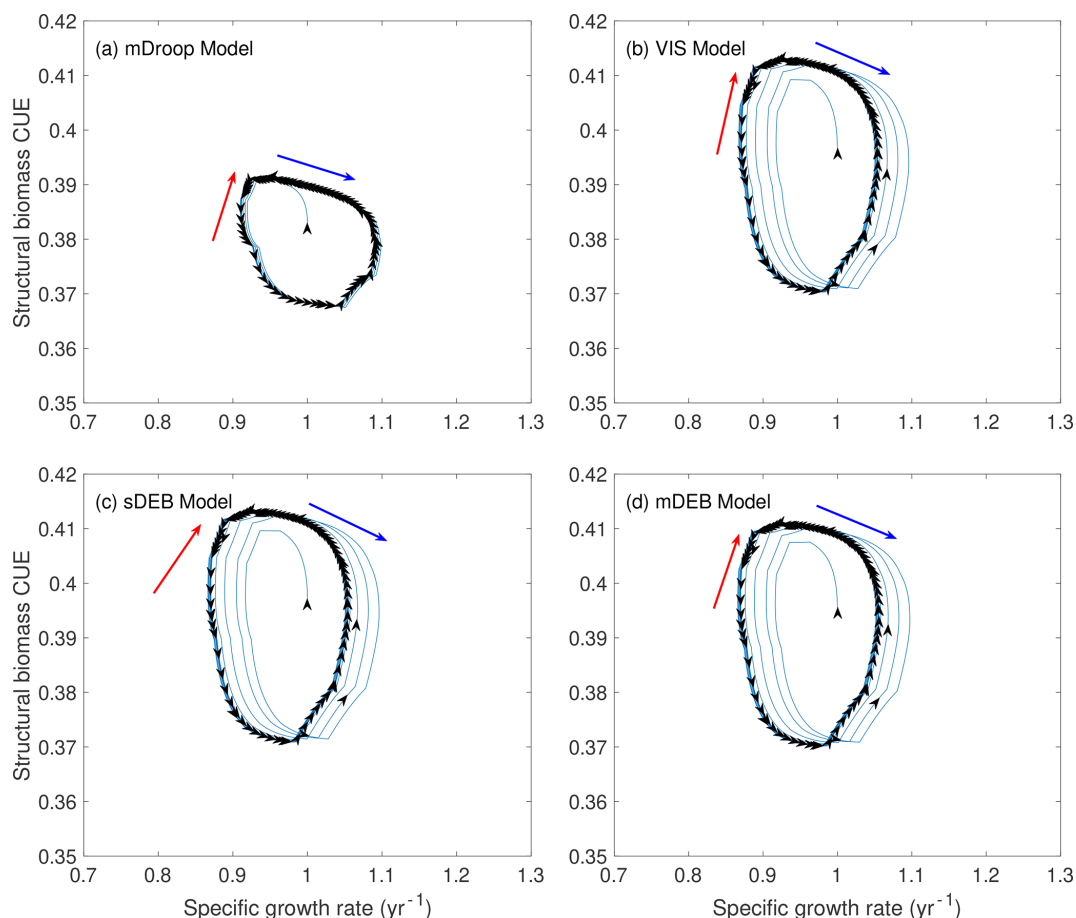 (a) mDroop Model
Structural biomass CUE
0.42
0.41
0.4
0.39
0.38
0.37
0.36
0.35
0.7 0.8 0.9 1 1.1 1.2 1.3
(b) VIS Model
0.42
0.41
0.4
0.39
0.38
0.37
0.36
0.35
0.7 0.8 0.9 1 1.1 1.2 1.3
(c) sDEB Model
Structural biomass CUE
0.42
0.41
0.4
0.39
0.38
0.37
0.36
0.35
0.7 0.8 0.9 1 1.1 1.2 1.3
Specific growth rate (yr⁻¹)
(d) mDEB Model
0.42
0.41
0.4
0.39
0.38
0.37
0.36
0.35
0.7 0.8 0.9 1 1.1 1.2 1.3
Specific growth rate (yr⁻¹)